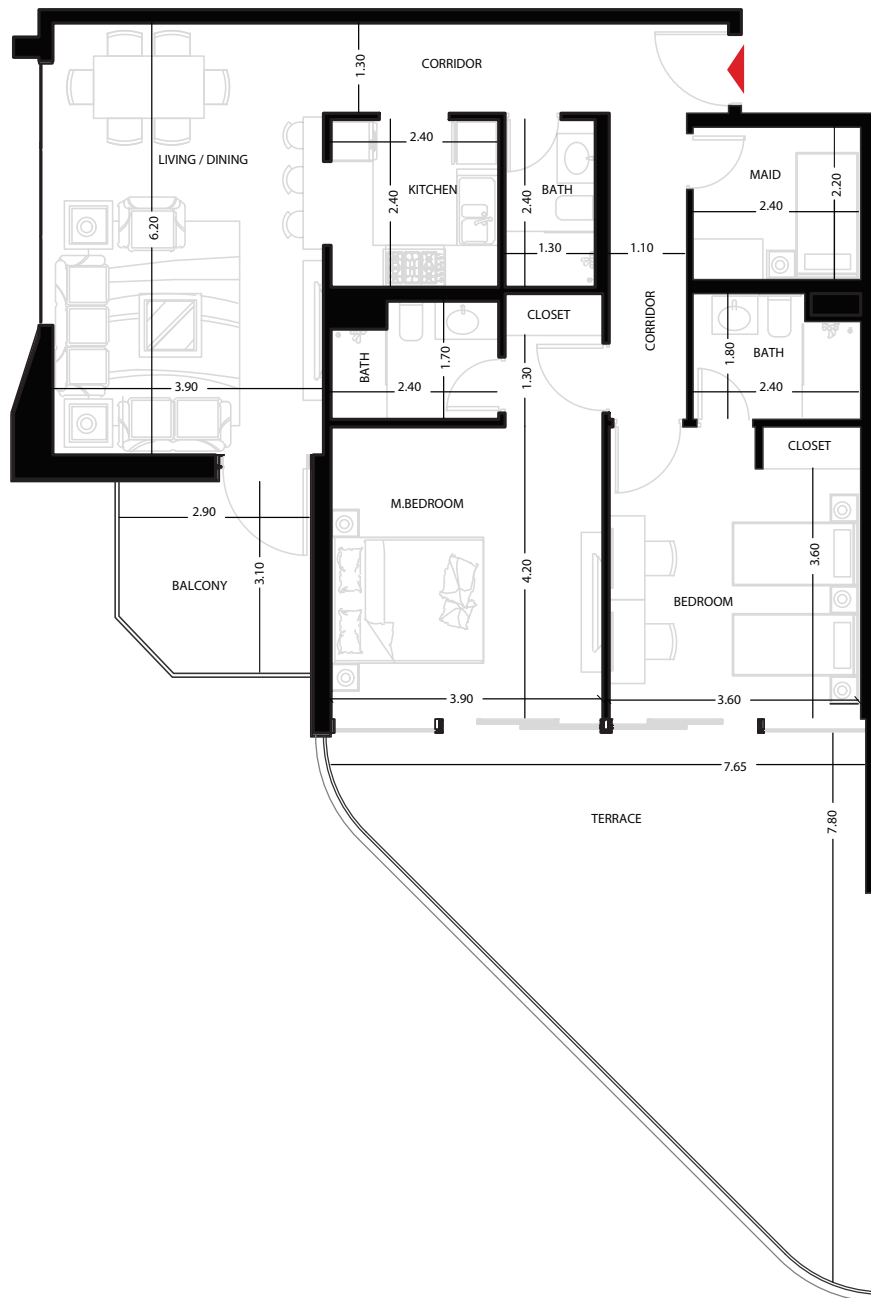 CORRIDOR
1.30
LIVING / DINING
6.20
3.90
2.40
KITCHEN
2.40
BATH
2.40
1.30
1.10
MAID
2.20
2.40
CLOSET
CORRIDOR
BATH
1.70
2.40
1.30
1.80
BATH
2.40
CLOSET
M.BEDROOM
4.20
3.90
2.90
3.10
BALCONY
3.60
BEDROOM
3.60
7.65
TERRACE
7.80